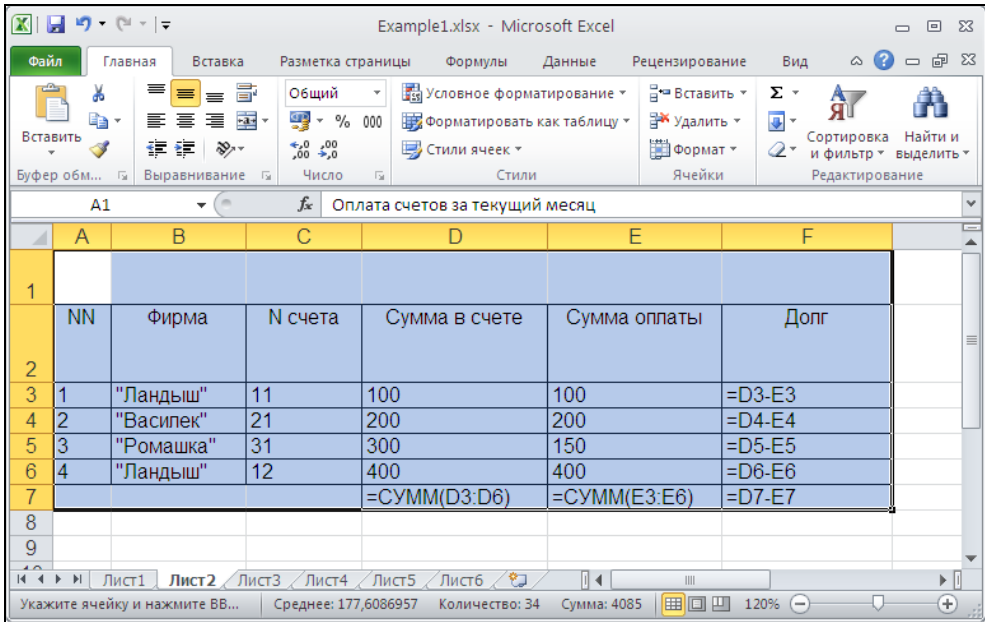 Example1.xlsx - Microsoft Excel
Файл Главная Вставка Разметка страницы Формулы Данные Рецензирование Вид
Вставить
Общий
% 000
Условное форматирование
Форматировать как таблицу
Стили ячеек
Вставить
Удалить
Формат
Σ
Сортировка и фильтр
Найти и выделить
Буфер обм... Выравнивание Число Стили Ячейки Редактирование
A1 fx Оплата счетов за текущий месяц
A B C D E F
1
2 NN Фирма N счета Сумма в счете Сумма оплаты Долг
3 1 "Ландыш" 11 100 100 =D3-E3
4 2 "Василек" 21 200 200 =D4-E4
5 3 "Ромашка" 31 300 150 =D5-E5
6 4 "Ландыш" 12 400 400 =D6-E6
7 =СУММ(D3:D6) =СУММ(E3:E6) =D7-E7
8
9
Лист1 Лист2 Лист3 Лист4 Лист5 Лист6
Укажите ячейку и нажмите ВВ... Среднее: 177,6086957 Количество: 34 Сумма: 4085 120%